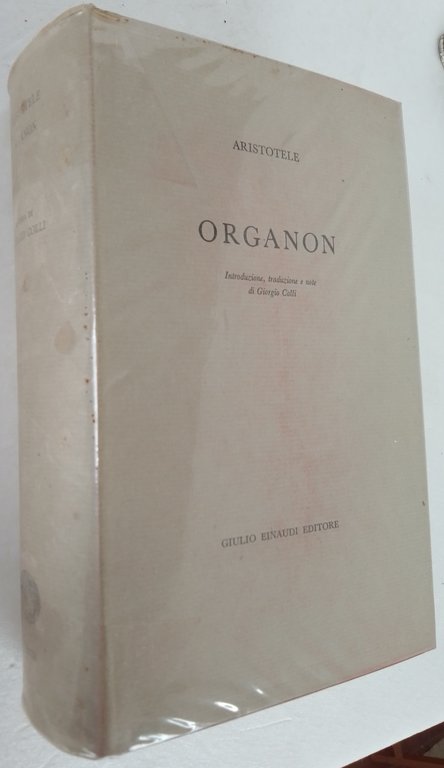 ARISTOTELE
ORGANON
Introduzione, traduzione e note
di Giorgio Colli
GIULIO EINAUDI EDITORE